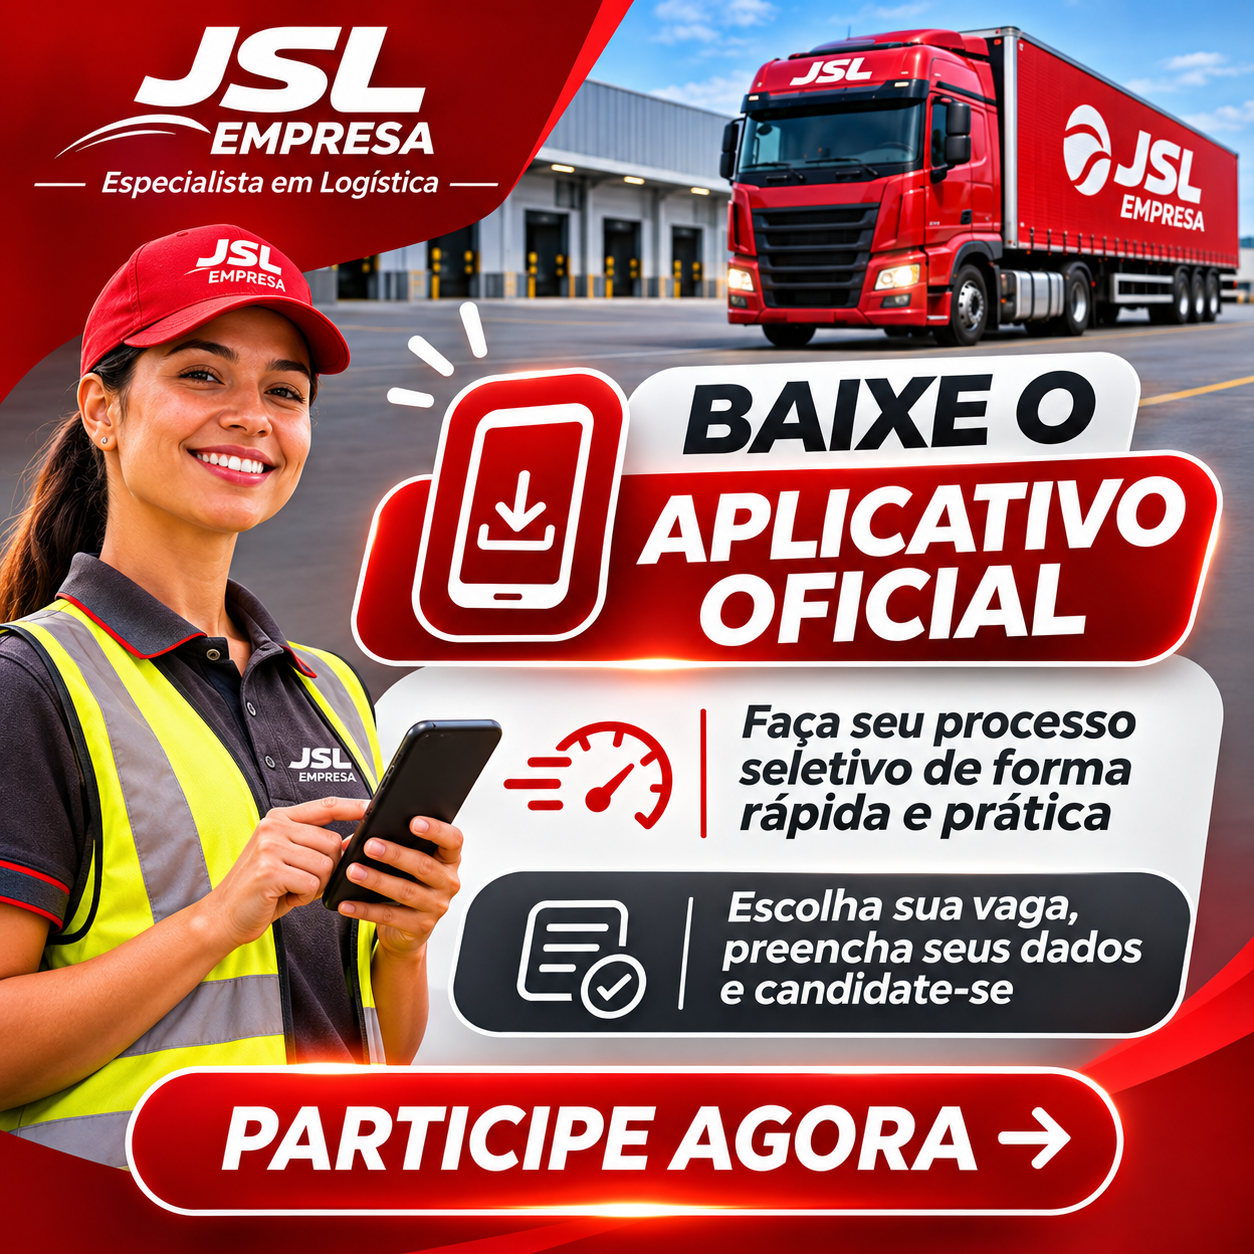 JSL
EMPRESA
Especialista em Logística
JSL
JSL
EMPRESA
JSL
EMPRESA
BAIXE O
APLICATIVO
OFICIAL
Faça seu processo
seletivo de forma
rápida e prática
JSL
EMPRESA
Escolha sua vaga,
preencha seus dados
e candidate-se
PARTICIPE AGORA